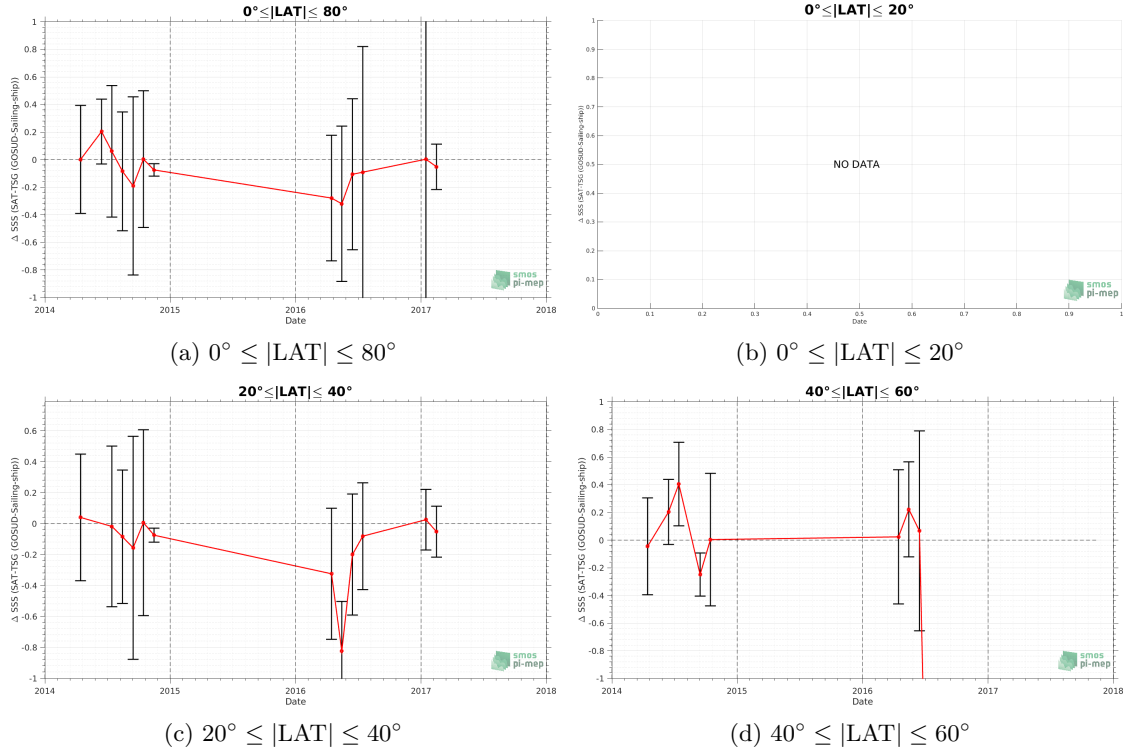 0°≤|LAT|≤ 80°
Δ SSS (SAT-TSG (GOSUD-Sailing-ship))
1
0.8
0.6
0.4
0.2
0
-0.2
-0.4
-0.6
-0.8
-1
2014 2015 2016 2017 2018
Date
smos
pi-mep
(a) 0° ≤ |LAT| ≤ 80°
0°≤|LAT|≤ 20°
Δ SSS (SAT-TSG (GOSUD-Sailing-ship))
1
0.9
0.8
0.7
0.6
0.5
0.4
0.3
0.2
0.1
0
NO DATA
0 0.1 0.2 0.3 0.4 0.5 0.6 0.7 0.8 0.9 1
Date
smos
pi-mep
(b) 0° ≤ |LAT| ≤ 20°
20°≤|LAT|≤ 40°
Δ SSS (SAT-TSG (GOSUD-Sailing-ship))
0.6
0.4
0.2
0
-0.2
-0.4
-0.6
-0.8
-1
2014 2015 2016 2017 2018
Date
smos
pi-mep
(c) 20° ≤ |LAT| ≤ 40°
40°≤|LAT|≤ 60°
Δ SSS (SAT-TSG (GOSUD-Sailing-ship))
1
0.8
0.6
0.4
0.2
0
-0.2
-0.4
-0.6
-0.8
-1
2014 2015 2016 2017 2018
Date
smos
pi-mep
(d) 40° ≤ |LAT| ≤ 60°